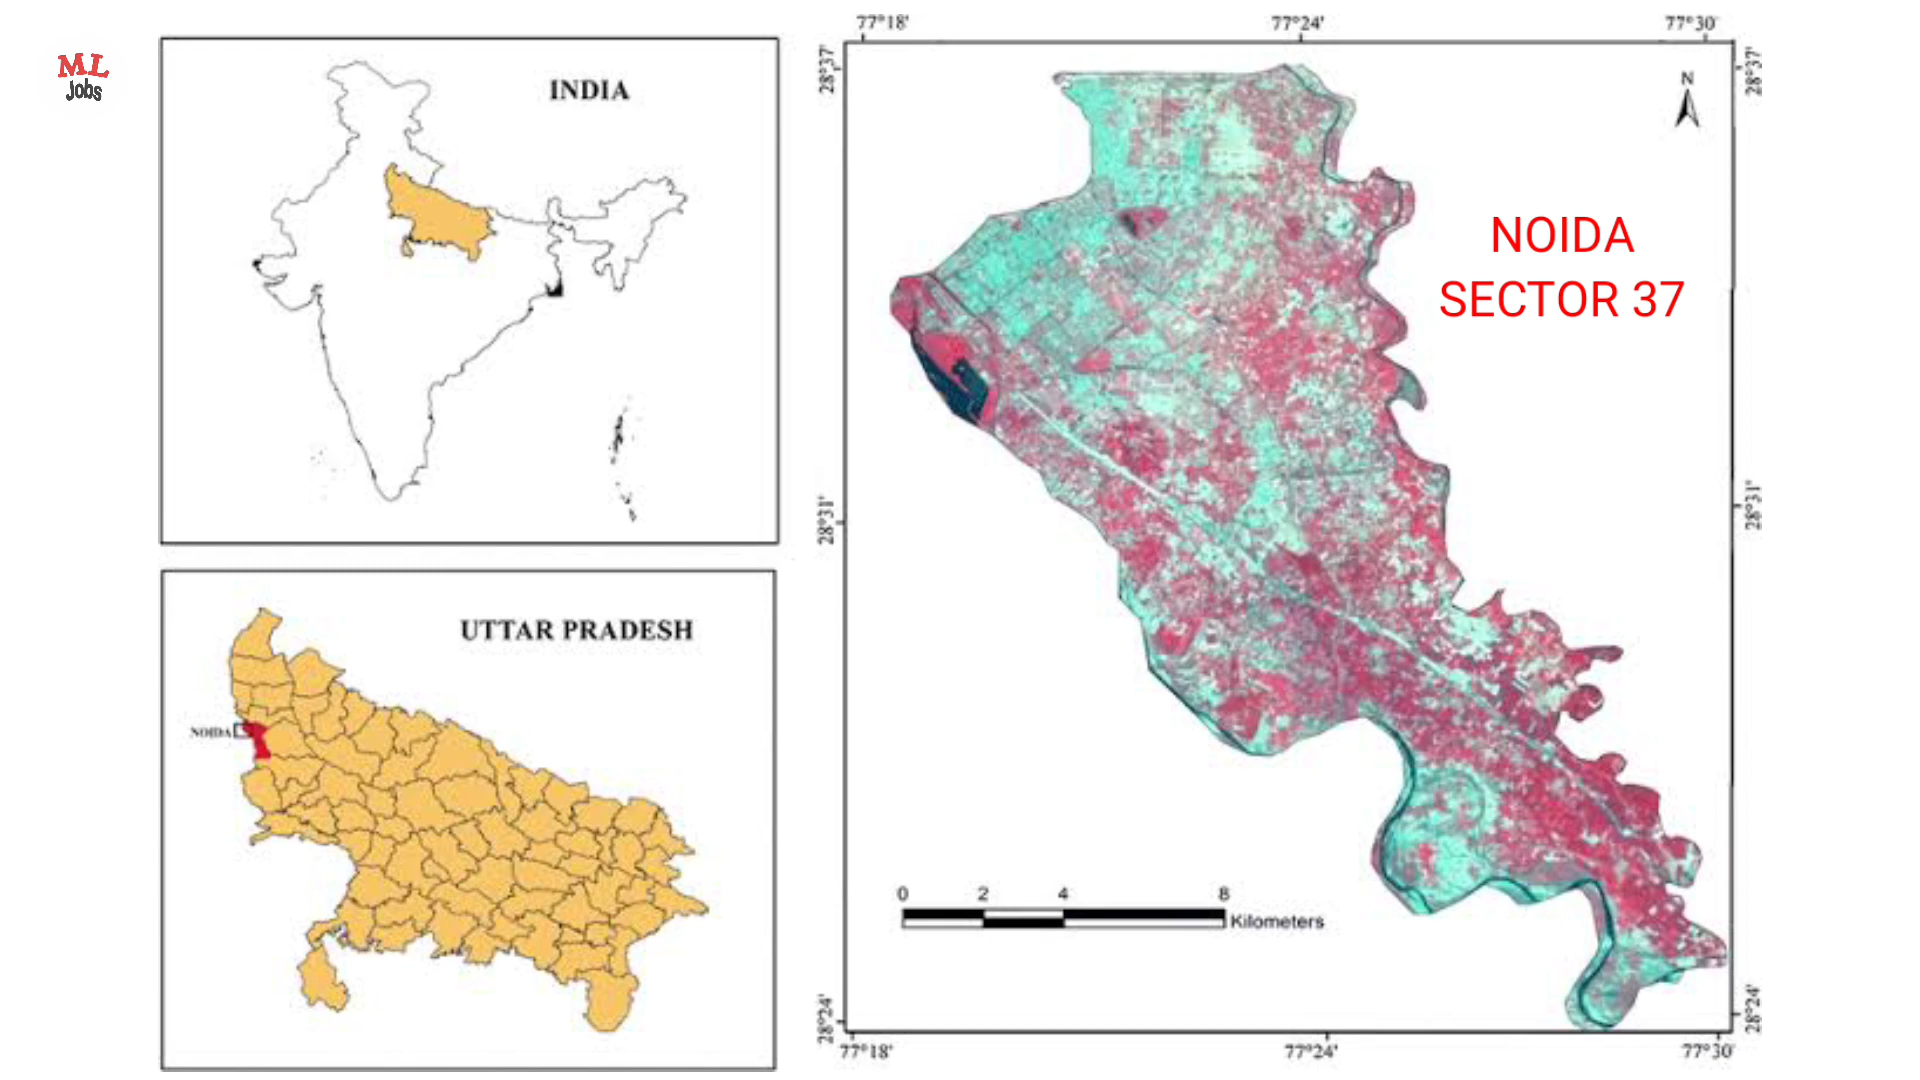 ML
Jobs
INDIA
UTTAR PRADESH
NOIDA
77°18'
77°24'
77°30'
28°37'
28°37'
N
NOIDA
SECTOR 37
28°31'
28°31'
0 2 4 8
Kilometers
28°24'
28°24'
77°18'
77°24'
77°30'